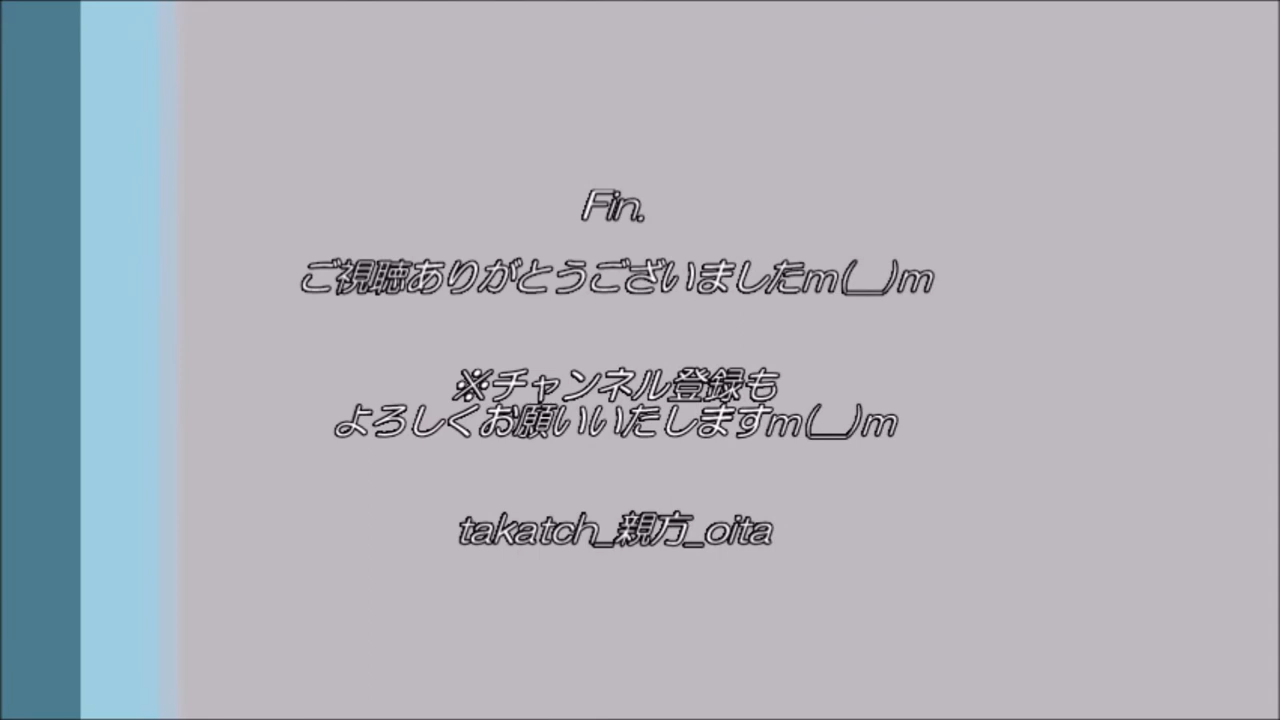 Fin.
ご視聴ありがとうございましたm(__)m
※チャンネル登録も
よろしくお願いいたしますm(__)m
takatch_親方_oita